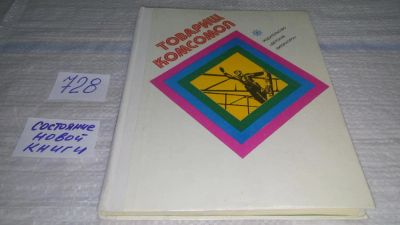 728
СОСТОЯНИЕ
НОВОЙ
КНИГИ
ТОВАРИЩ
КОМСОМОЛ